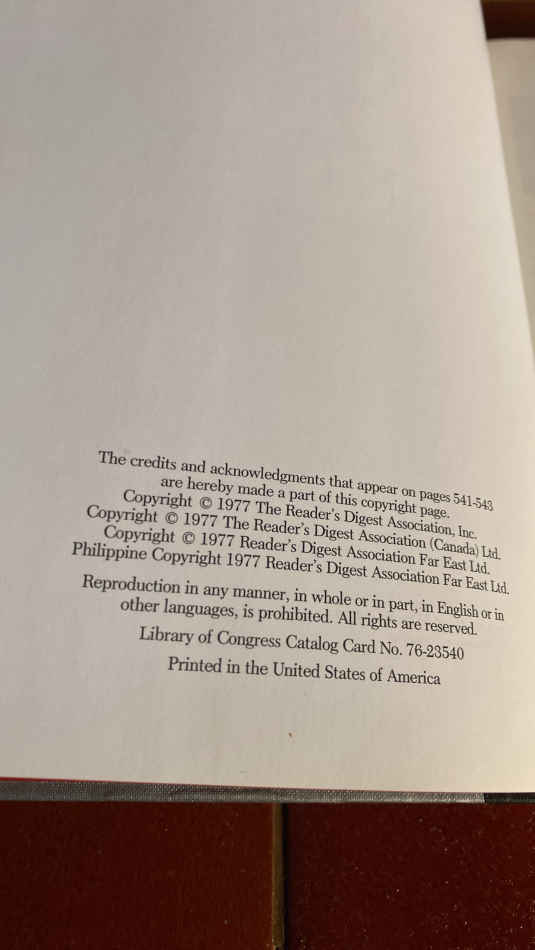 The credits and acknowledgments that appear on pages 541-543
are hereby made a part of this copyright page.
Copyright © 1977 The Reader's Digest Association, Inc.
Copyright © 1977 The Reader's Digest Association (Canada) Ltd.
Copyright © 1977 Reader's Digest Association Far East Ltd.
Philippine Copyright 1977 Reader's Digest Association Far East Ltd.
Reproduction in any manner, in whole or in part, in English or in
other languages, is prohibited. All rights are reserved.
Library of Congress Catalog Card No. 76-23540
Printed in the United States of America